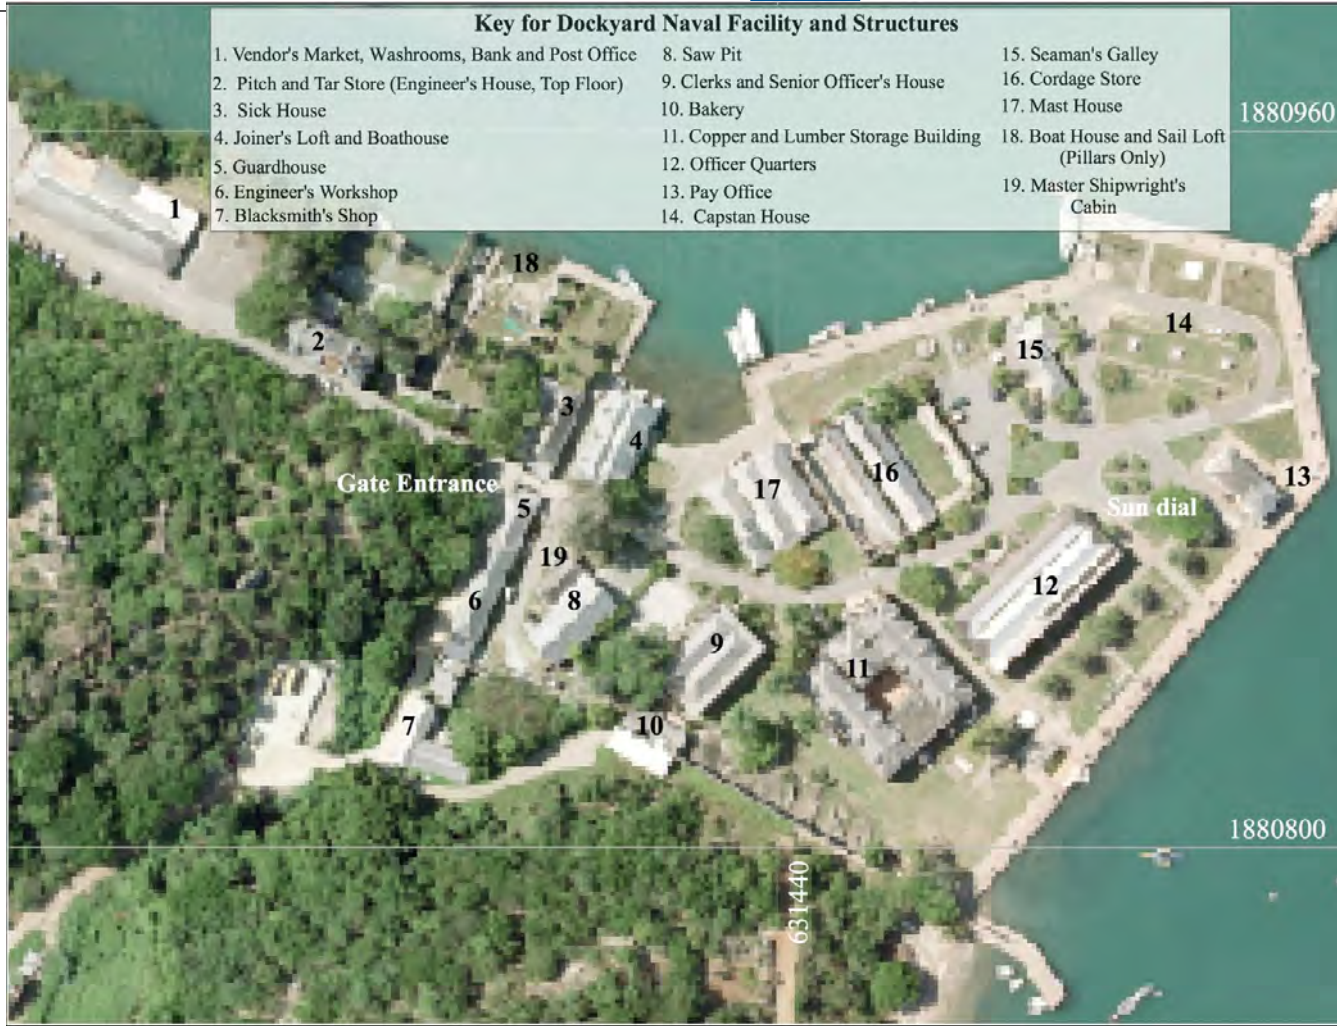 Key for Dockyard Naval Facility and Structures
1. Vendor's Market, Washrooms, Bank and Post Office
2. Pitch and Tar Store (Engineer's House, Top Floor)
3. Sick House
4. Joiner's Loft and Boathouse
5. Guardhouse
6. Engineer's Workshop
7. Blacksmith's Shop
8. Saw Pit
9. Clerks and Senior Officer's House
10. Bakery
11. Copper and Lumber Storage Building
12. Officer Quarters
13. Pay Office
14. Capstan House
15. Seaman's Galley
16. Cordage Store
17. Mast House
18. Boat House and Sail Loft
(Pillars Only)
19. Master Shipwright's
Cabin
1880960
1
18
2
14
15
3
4
Gate Entrance
16
13
17
5
Sun dial
19
8
6
12
9
11
7
10
1880800
631440